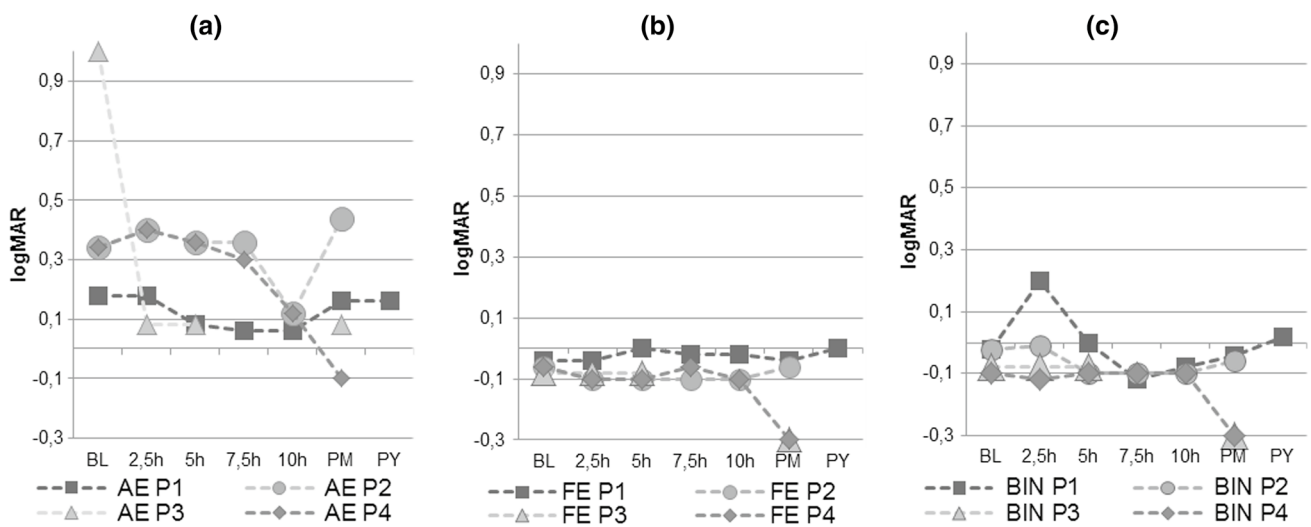 (a)
0,9
0,7
0,5
0,3
0,1
-0,1
-0,3
logMAR
BL 2,5h 5h 7,5h 10h PM PY
AE P1 AE P2
AE P3 AE P4
(b)
0,9
0,7
0,5
0,3
0,1
-0,1
-0,3
logMAR
BL 2,5h 5h 7,5h 10h PM PY
FE P1 FE P2
FE P3 FE P4
(c)
0,9
0,7
0,5
0,3
0,1
-0,1
-0,3
logMAR
BL 2,5h 5h 7,5h 10h PM PY
BIN P1 BIN P2
BIN P3 BIN P4